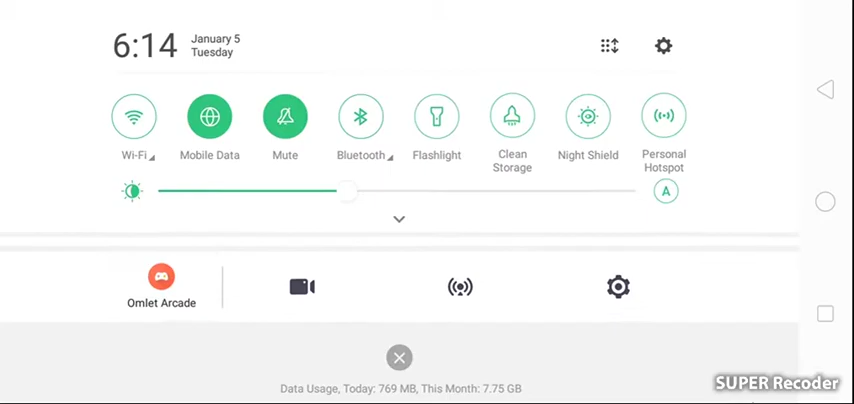 6:14
January 5
Tuesday
Wi-Fi
Mobile Data
Mute
Bluetooth
Flashlight
Clean
Storage
Night Shield
Personal
Hotspot
A
Omlet Arcade
Data Usage, Today: 769 MB, This Month: 7.75 GB
SUPER Recoder